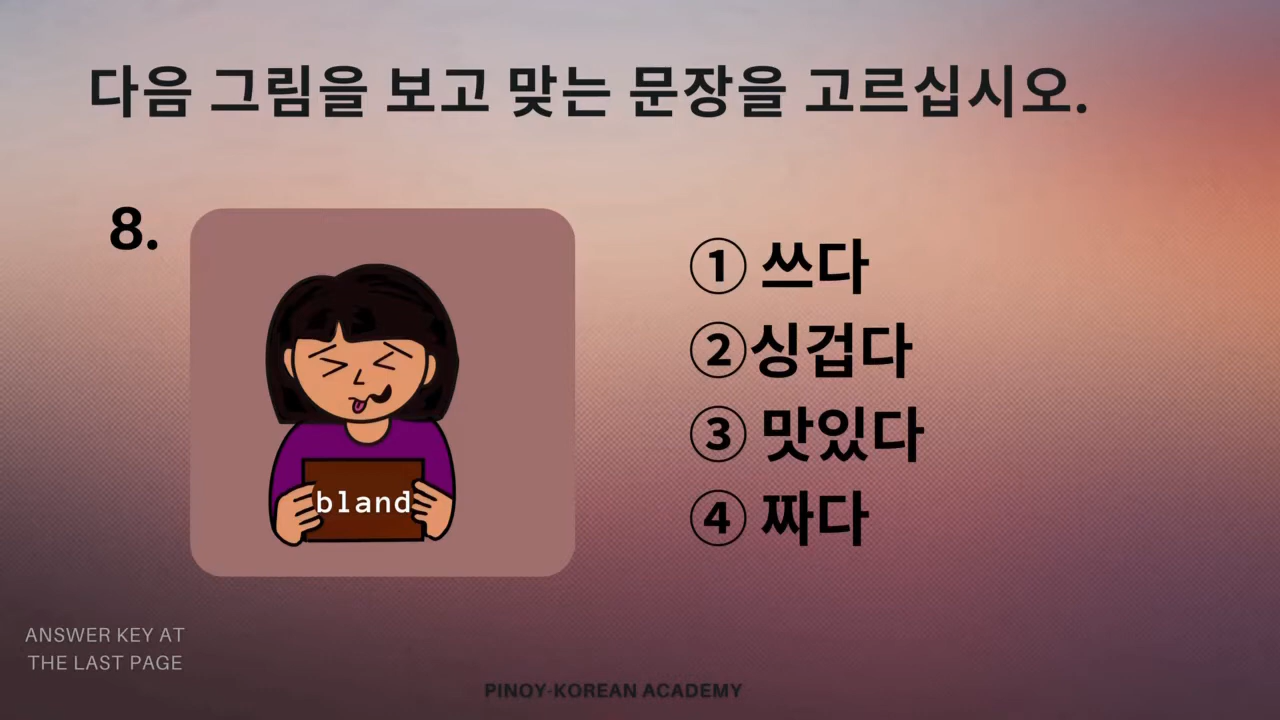 다음 그림을 보고 맞는 문장을 고르십시오.
8.
bland
① 쓰다
②싱겁다
③ 맛있다
④ 짜다
ANSWER KEY AT
THE LAST PAGE
PINOY-KOREAN ACADEMY